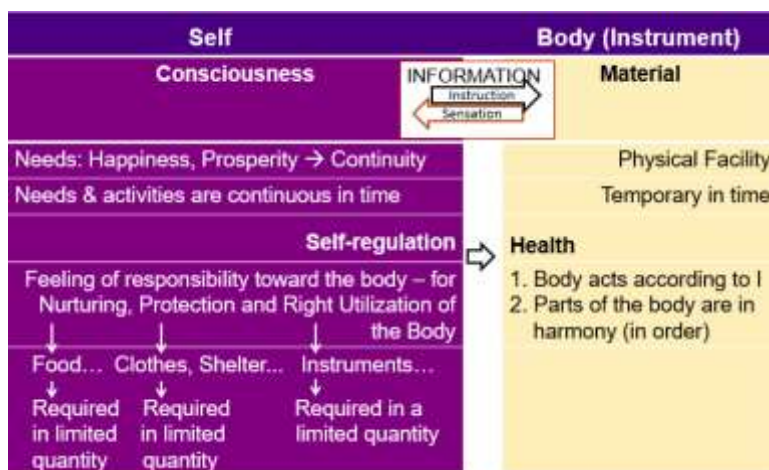 Self
Body (Instrument)
Consciousness
INFORMATION
Instruction
Sensation
Material
Needs: Happiness, Prosperity → Continuity
Physical Facility
Needs & activities are continuous in time
Temporary in time
Self-regulation
Health
Feeling of responsibility toward the body – for
Nurturing, Protection and Right Utilization of
the Body
1. Body acts according to I
2. Parts of the body are in
harmony (in order)
Food… Clothes, Shelter... Instruments…
Required
in limited
quantity
Required
in limited
quantity
Required in a
limited quantity